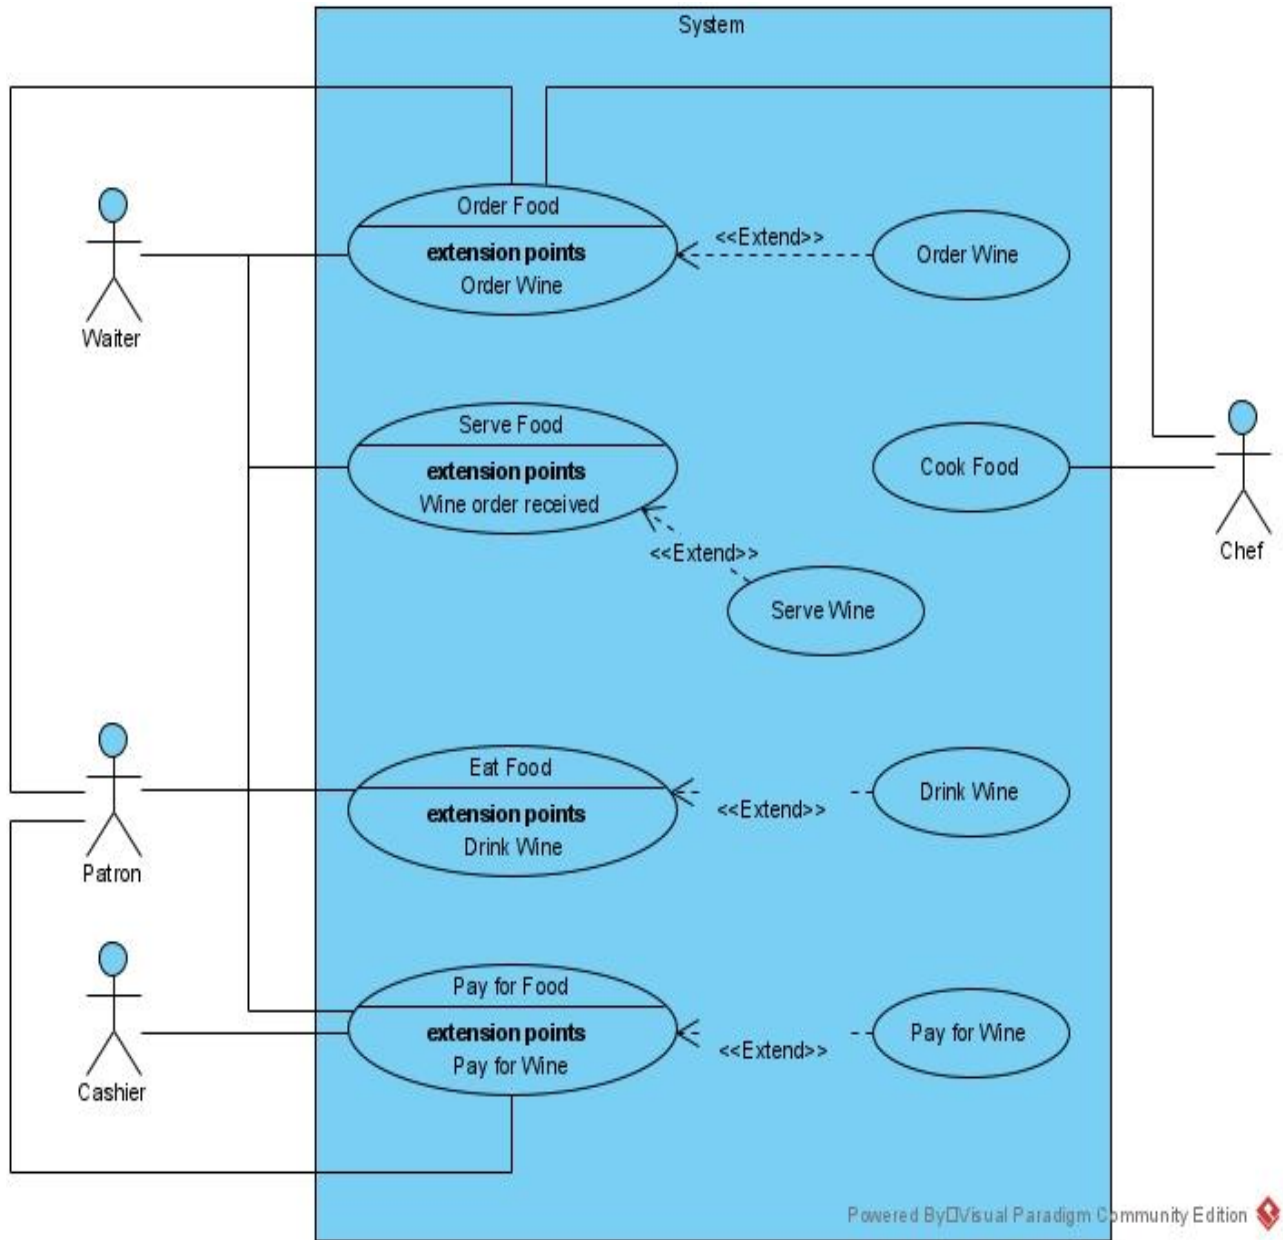 System
Order Food
extension points
Order Wine
<<Extend>>
Order Wine
Waiter
Serve Food
extension points
Wine order received
<<Extend>>
Serve Wine
Cook Food
Chef
Eat Food
extension points
Drink Wine
<<Extend>>
Drink Wine
Patron
Pay for Food
extension points
Pay for Wine
<<Extend>>
Pay for Wine
Cashier
Powered By□Visual Paradigm Community Edition